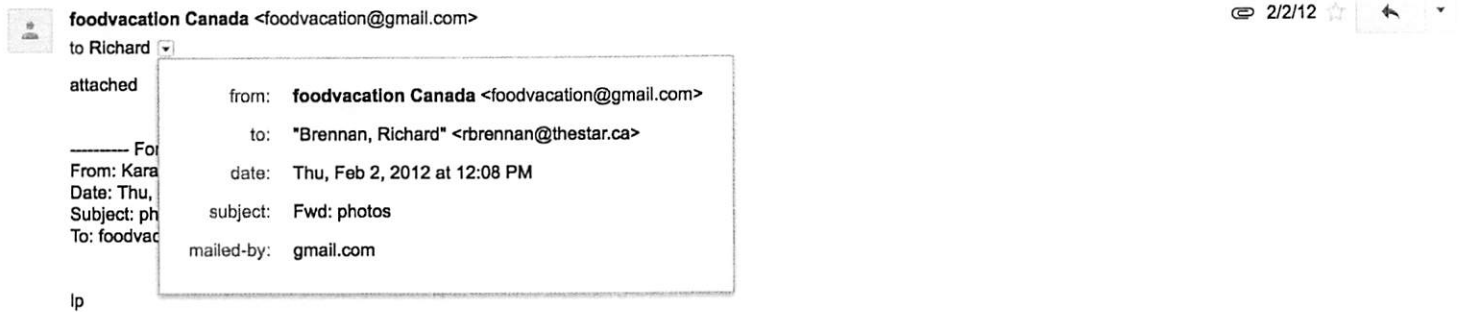 foodvacation Canada <foodvacation@gmail.com>
2/2/12
to Richard
attached
from: foodvacation Canada <foodvacation@gmail.com>
to: "Brennan, Richard" <rbrennan@thestar.ca>
date: Thu, Feb 2, 2012 at 12:08 PM
subject: Fwd: photos
mailed-by: gmail.com
---------- For
From: Kara
Date: Thu,
Subject: ph
To: foodvac
lp